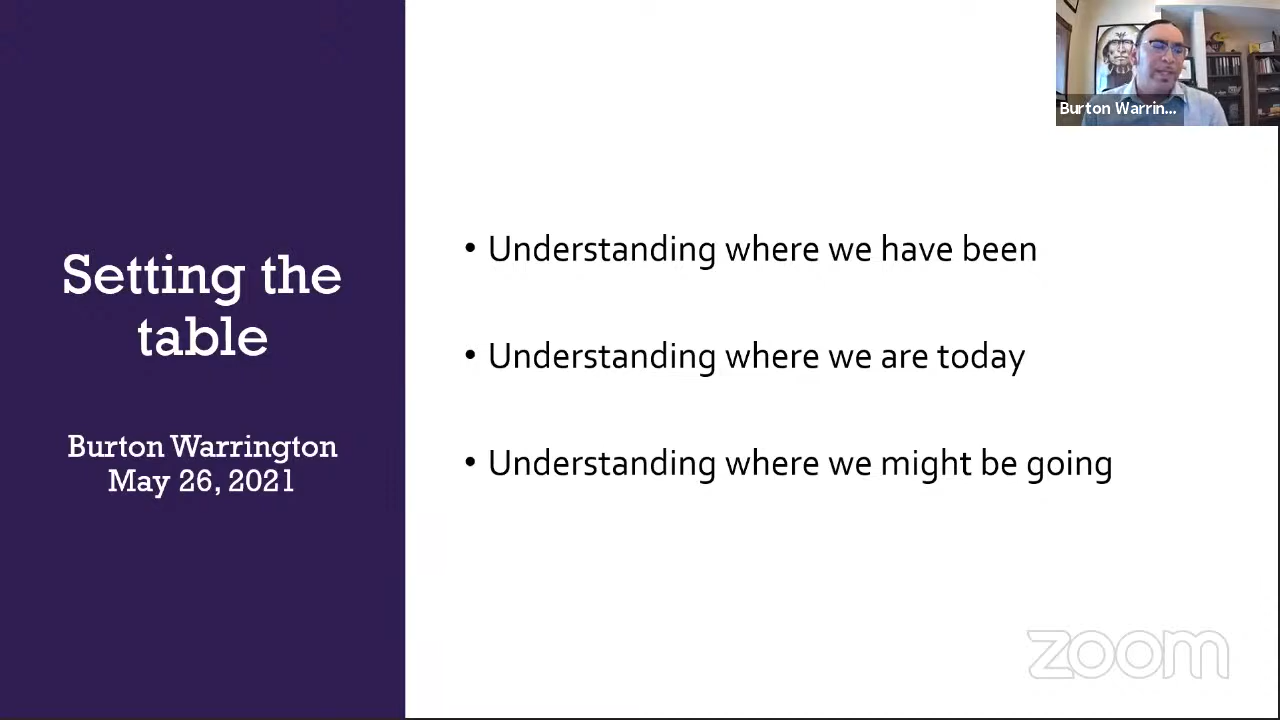 Burton Warrin...
Setting the
table
Burton Warrington
May 26, 2021
• Understanding where we have been
• Understanding where we are today
• Understanding where we might be going
zoom